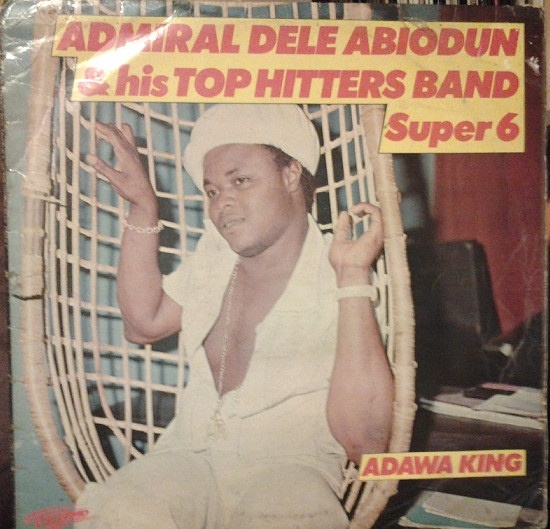 ADMIRAL DELE ABIODUN
& his TOP HITTERS BAND
Super 6
ADAWA KING